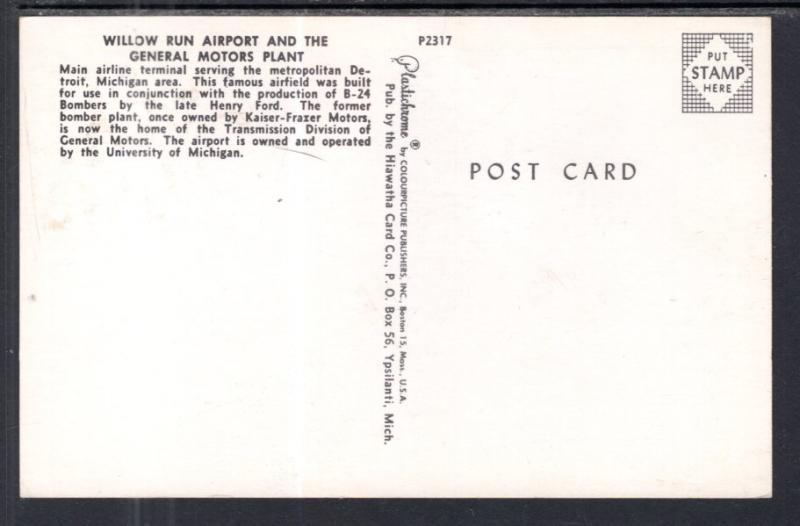 WILLOW RUN AIRPORT AND THE
GENERAL MOTORS PLANT
Main airline terminal serving the metropolitan De-
troit, Michigan area. This famous airfield was built
for use in conjunction with the production of B-24
Bombers by the late Henry Ford. The former
bomber plant, once owned by Kaiser-Frazer Motors,
is now the home of the Transmission Division of
General Motors. The airport is owned and operated
by the University of Michigan.
P2317
Plastichrome ® by COLOURPICTURE PUBLISHERS, INC., Boston 15, Mass., U.S.A.
Pub. by the Hiawatha Card Co., P. O. Box 56, Ypsilanti, Mich.
PUT
STAMP
HERE
POST CARD